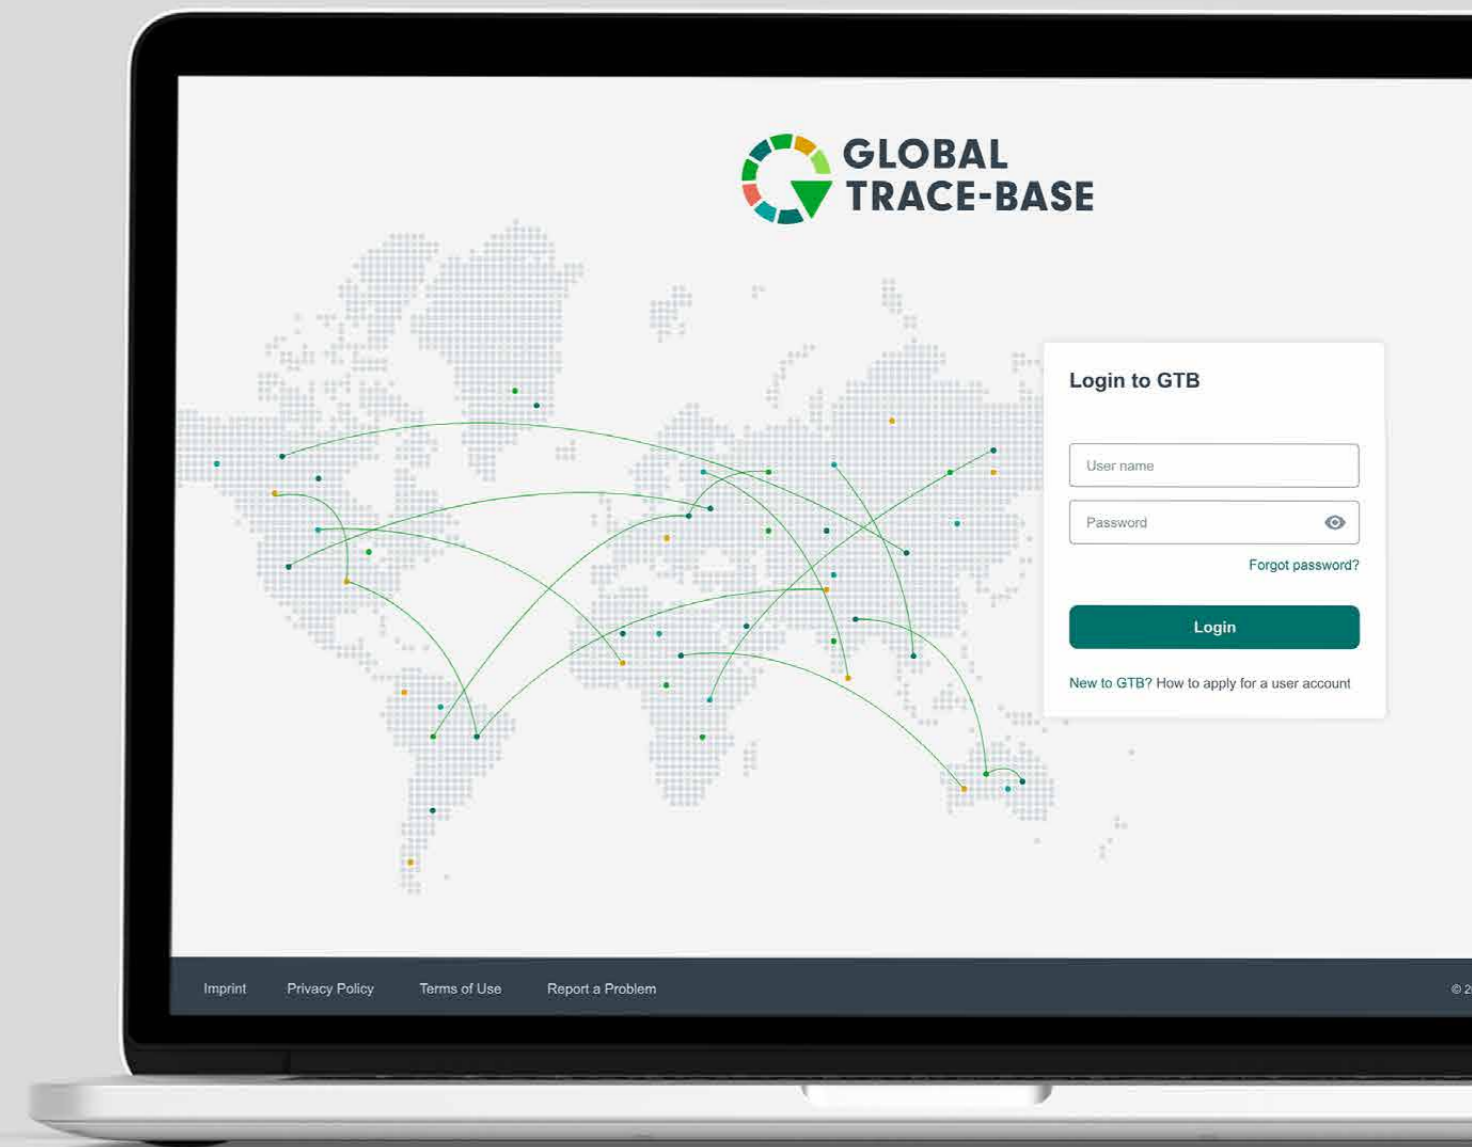 GLOBAL
TRACE-BASE
Login to GTB
User name
Password
Forgot password?
Login
New to GTB? How to apply for a user account
Imprint Privacy Policy Terms of Use Report a Problem
©